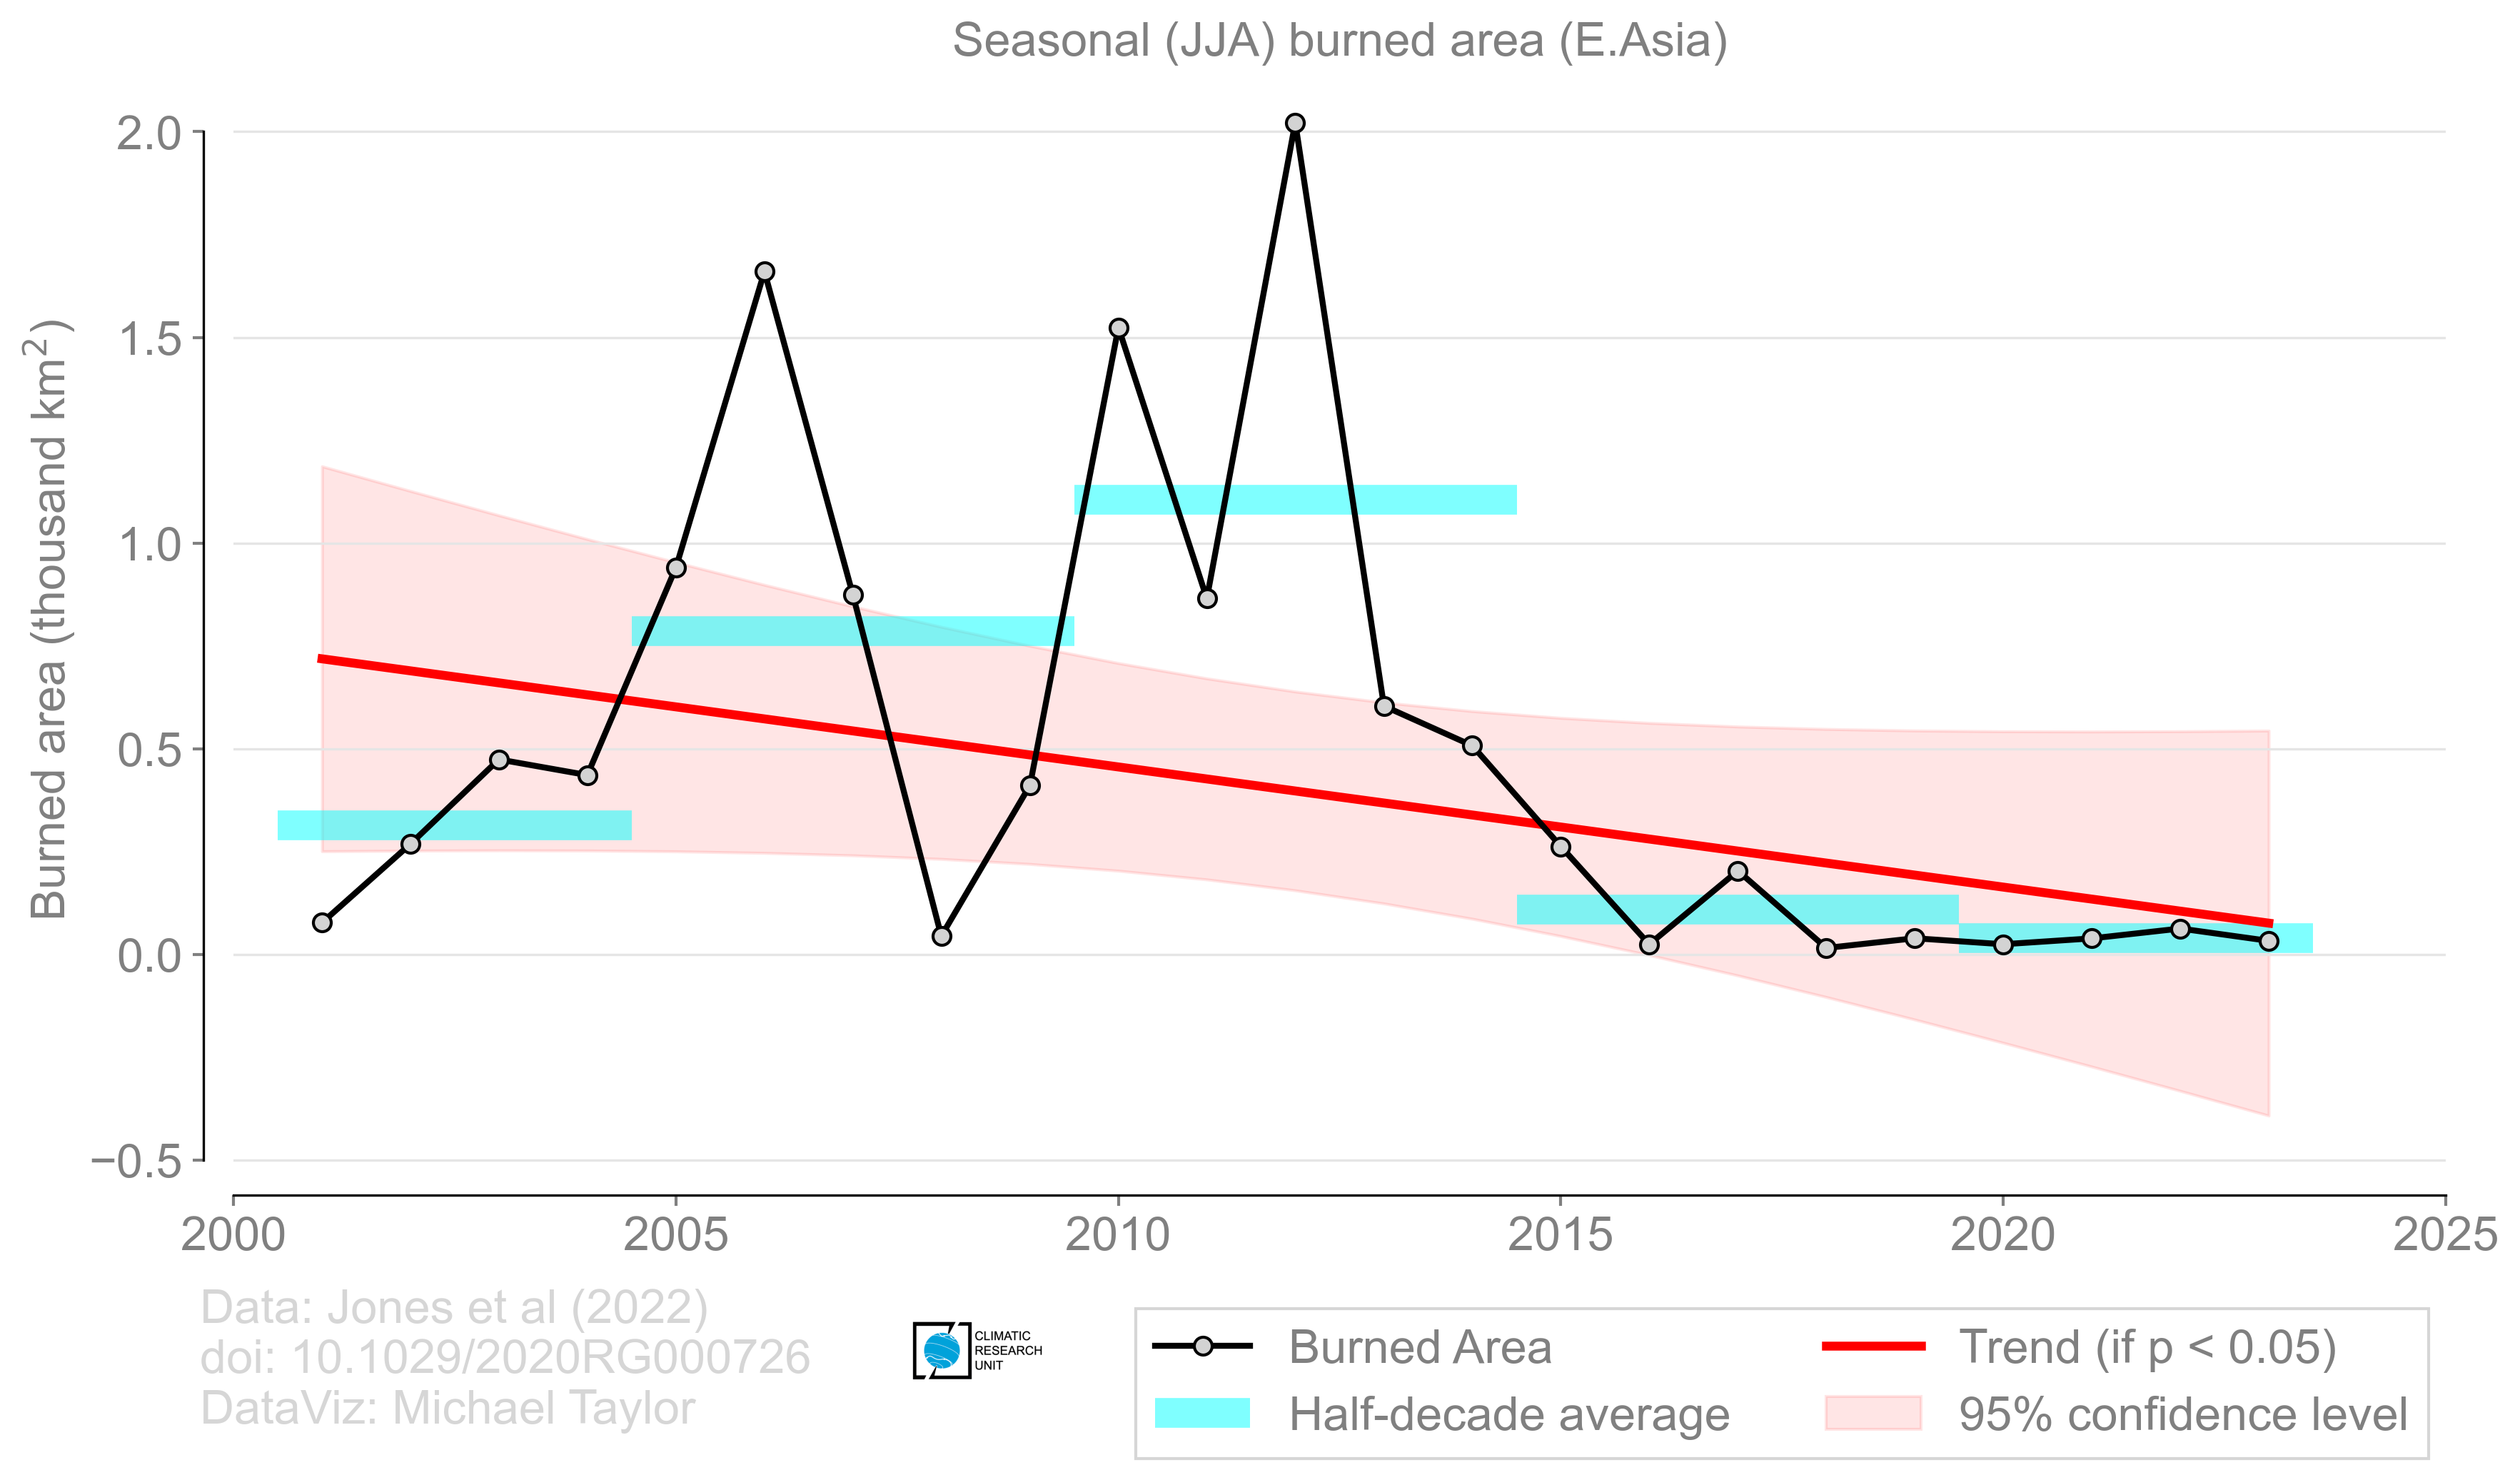 Seasonal (JJA) burned area (E.Asia)
Burned area (thousand km²)
2.0
1.5
1.0
0.5
0.0
−0.5
2000 2005 2010 2015 2020 2025
Data: Jones et al (2022)
doi: 10.1029/2020RG000726
DataViz: Michael Taylor
CLIMATIC
RESEARCH
UNIT
Burned Area
Half-decade average
Trend (if p < 0.05)
95% confidence level